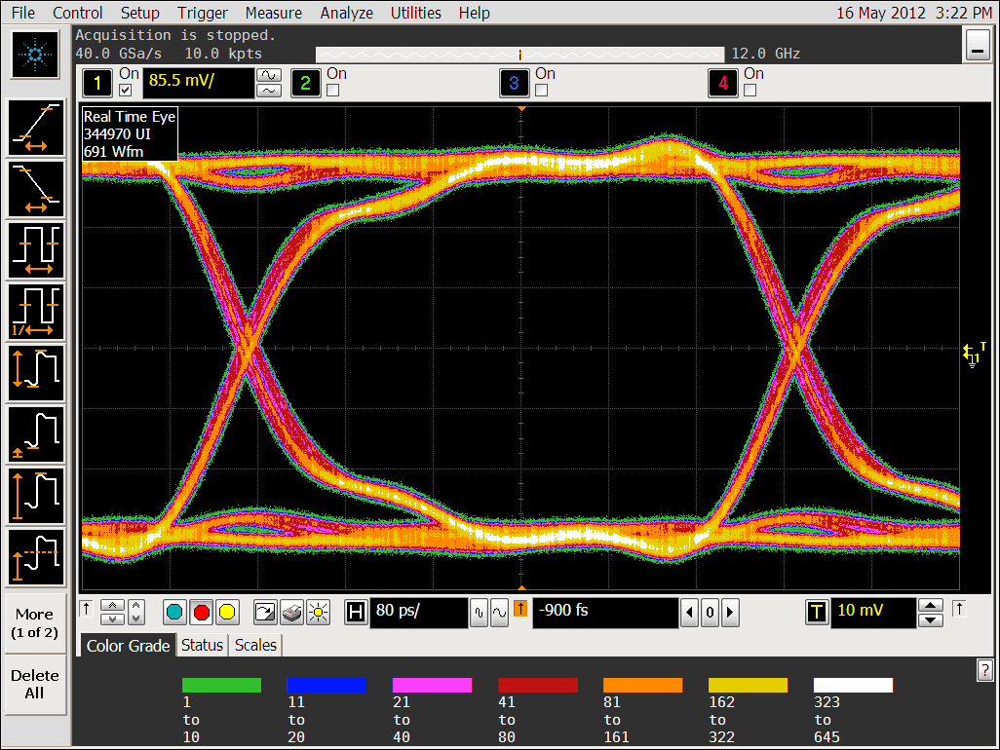 File Control Setup Trigger Measure Analyze Utilities Help 16 May 2012 3:22 PM
Acquisition is stopped.
40.0 GSa/s 10.0 kpts 12.0 GHz
1 On 85.5 mV/ 2 On 3 On 4 On
Real Time Eye
344970 UI
691 Wfm
T
1
1/
More
(1 of 2)
Delete
All
H 80 ps/ -900 fs 0 T 10 mV
Color Grade Status Scales
?
1 11 21 41 81 162 323
to to to to to to to
10 20 40 80 161 322 645